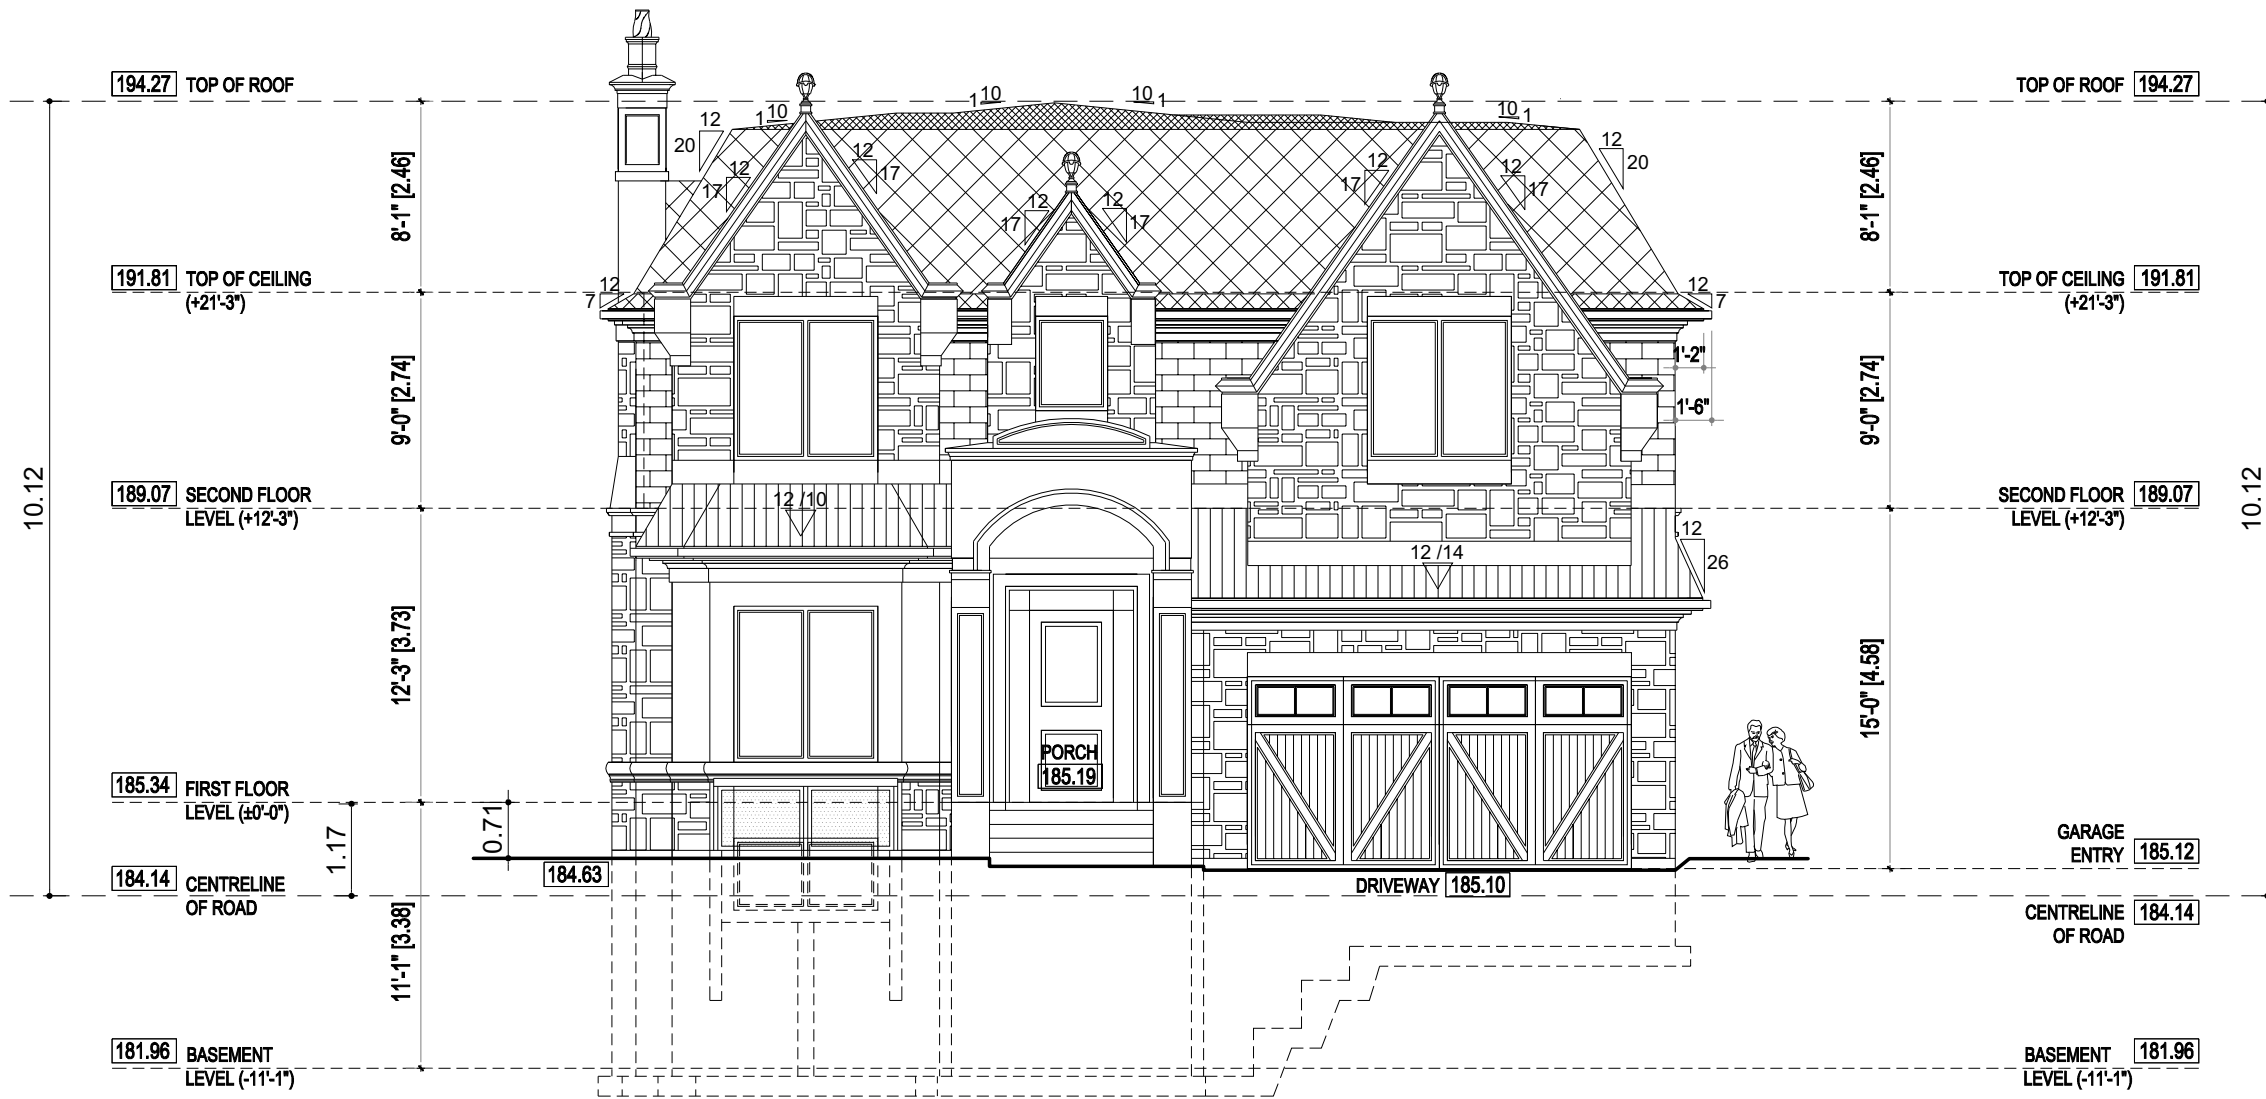 194.27 TOP OF ROOF
TOP OF ROOF 194.27
10 1
1 10
10 1
1 10
12
20
12
17
12
17
12
17
12
17
12
17
12
17
12
20
8'-1" [2.46]
8'-1" [2.46]
191.81 TOP OF CEILING
(+21'-3")
12
7
12
7
TOP OF CEILING 191.81
(+21'-3")
1'-2"
1'-6"
9'-0" [2.74]
9'-0" [2.74]
10.12
10.12
189.07 SECOND FLOOR
LEVEL (+12'-3")
12 /10
12 /14
12
26
SECOND FLOOR 189.07
LEVEL (+12'-3")
12'-3" [3.73]
15'-0" [4.58]
PORCH
185.19
185.34 FIRST FLOOR
LEVEL (±0'-0")
1.17
0.71
GARAGE
ENTRY 185.12
184.63
DRIVEWAY 185.10
184.14 CENTRELINE
OF ROAD
CENTRELINE 184.14
OF ROAD
11'-1" [3.38]
181.96 BASEMENT
LEVEL (-11'-1")
BASEMENT 181.96
LEVEL (-11'-1")